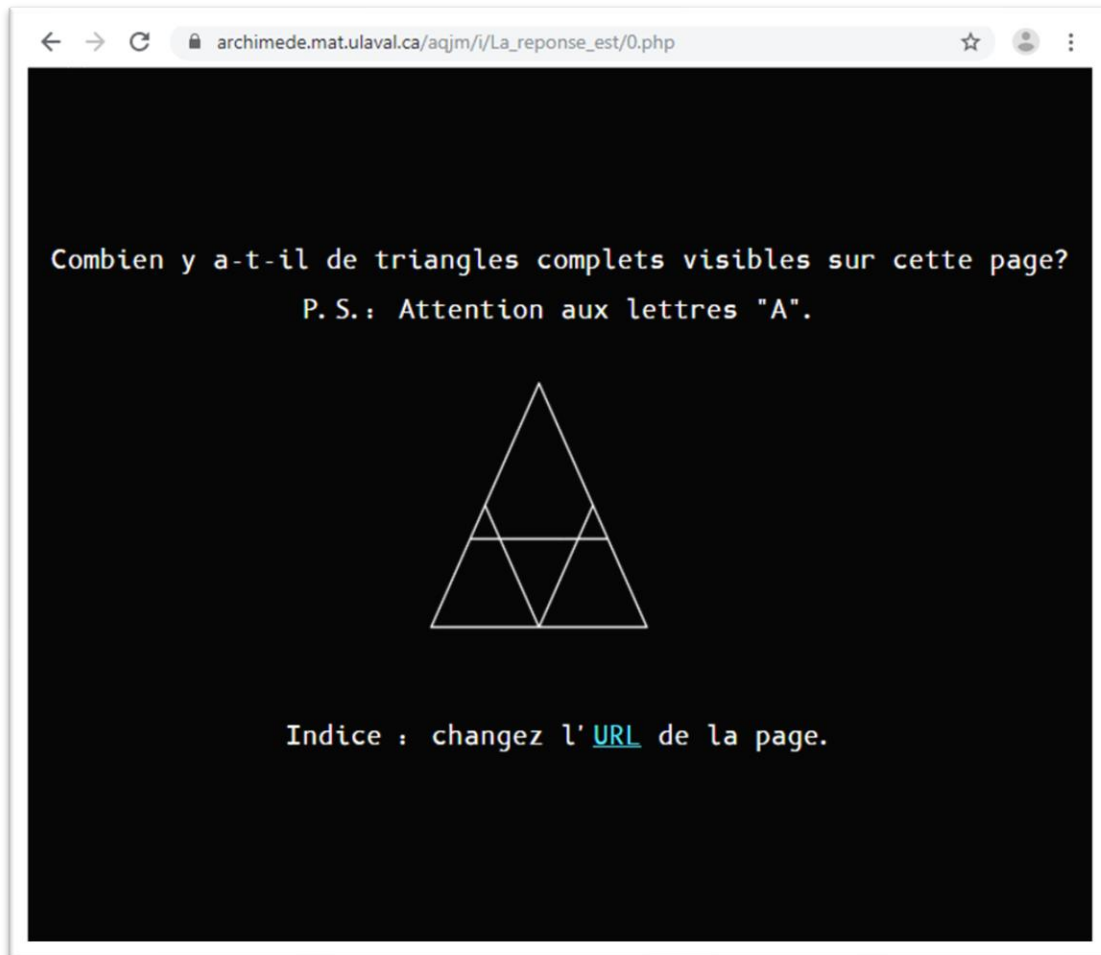 archimede.mat.ulaval.ca/aqjm/i/La_reponse_est/0.php
Combien y a-t-il de triangles complets visibles sur cette page?
P.S.: Attention aux lettres "A".
Indice : changez l'URL de la page.